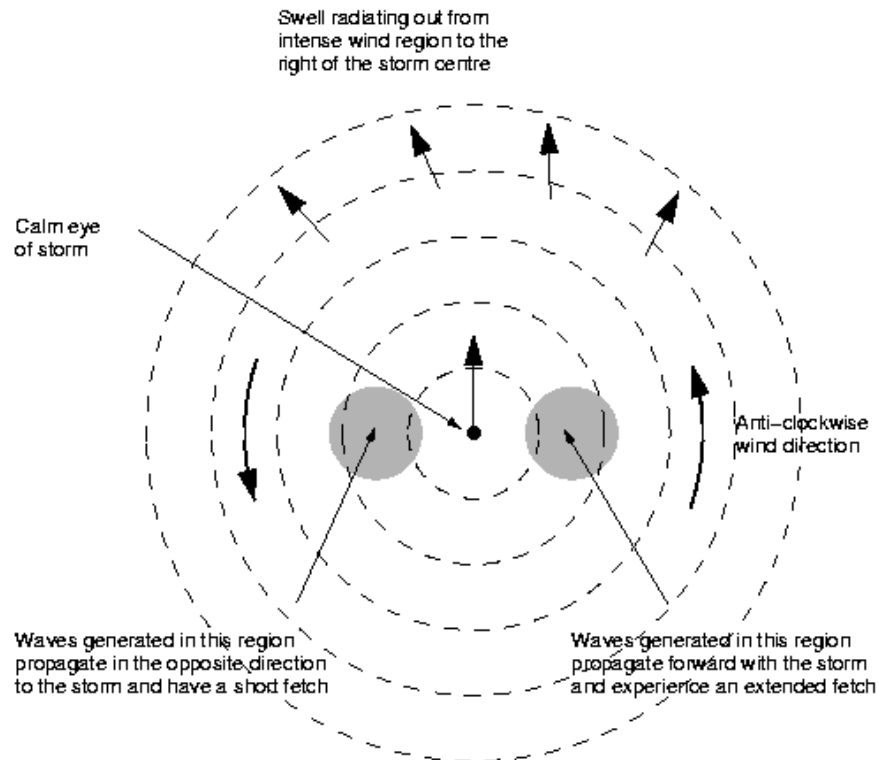 Swell radiating out from
intense wind region to the
right of the storm centre
Calm eye
of storm
Anti-clockwise
wind direction
Waves generated in this region
propagate in the opposite direction
to the storm and have a short fetch
Waves generated in this region
propagate forward with the storm
and experience an extended fetch